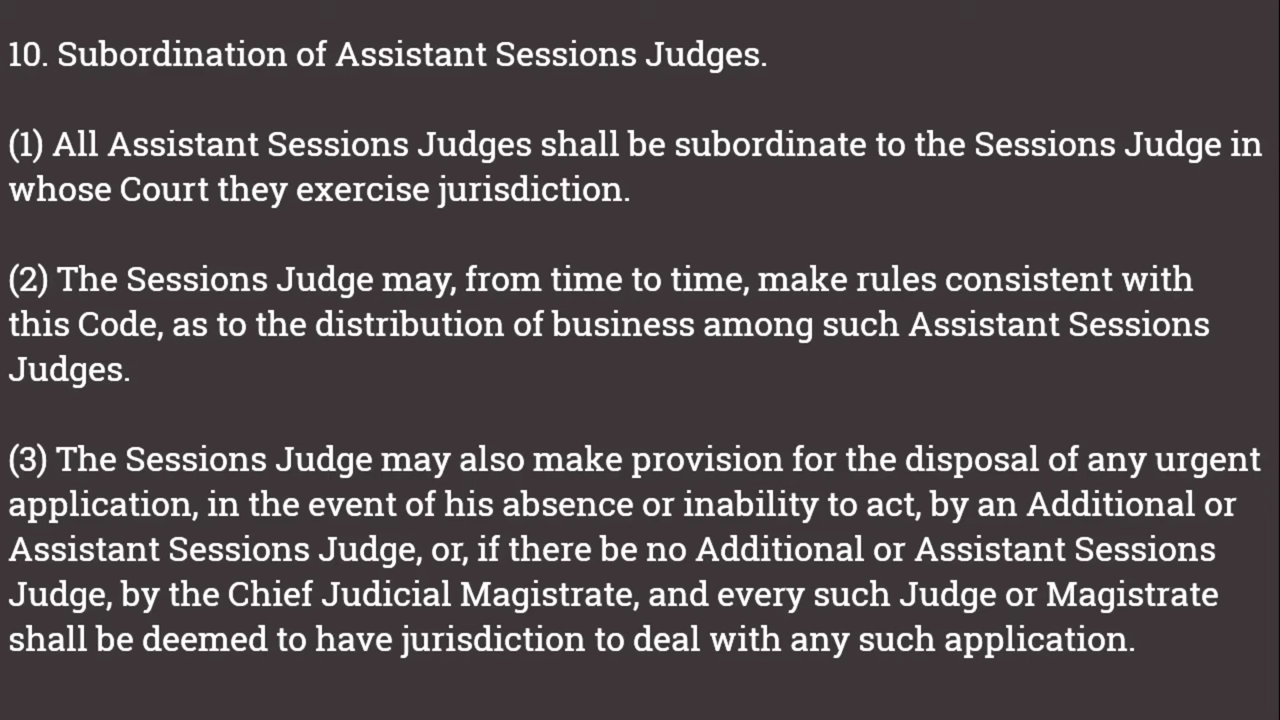 10. Subordination of Assistant Sessions Judges.
(1) All Assistant Sessions Judges shall be subordinate to the Sessions Judge in
whose Court they exercise jurisdiction.
(2) The Sessions Judge may, from time to time, make rules consistent with
this Code, as to the distribution of business among such Assistant Sessions
Judges.
(3) The Sessions Judge may also make provision for the disposal of any urgent
application, in the event of his absence or inability to act, by an Additional or
Assistant Sessions Judge, or, if there be no Additional or Assistant Sessions
Judge, by the Chief Judicial Magistrate, and every such Judge or Magistrate
shall be deemed to have jurisdiction to deal with any such application.